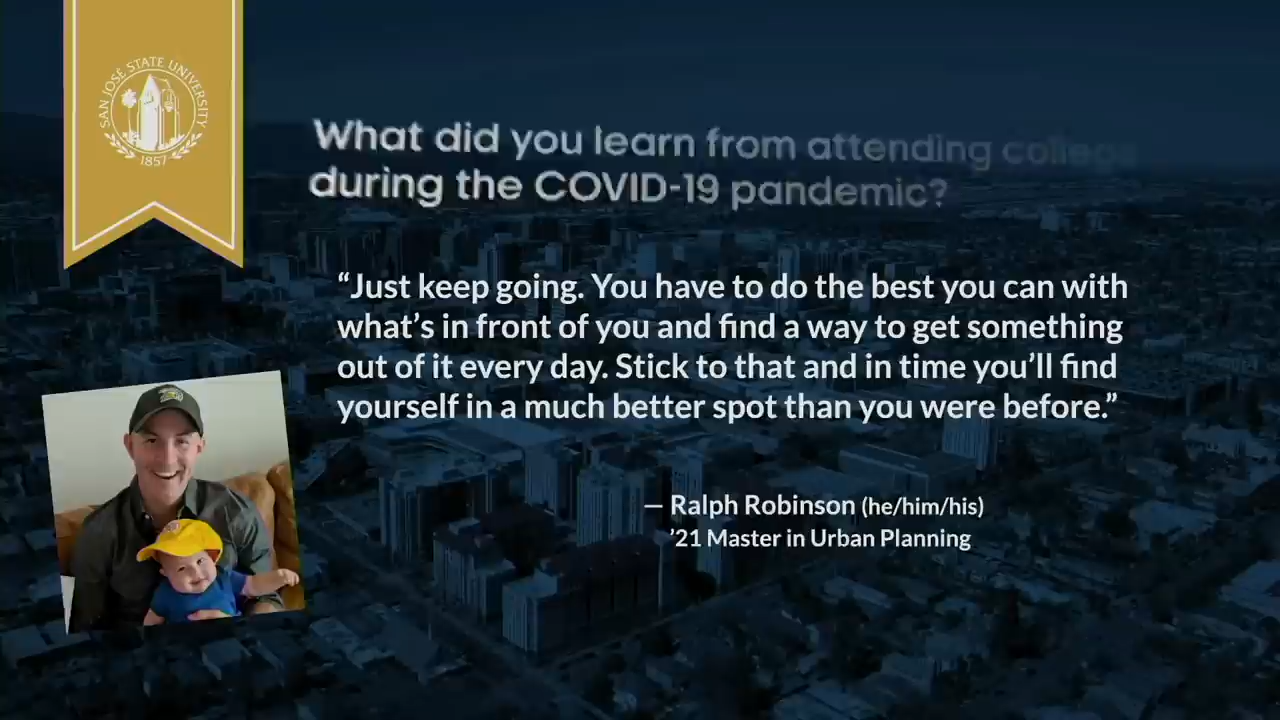 SAN JOSÉ STATE UNIVERSITY
1857
What did you learn from attending college
during the COVID-19 pandemic?
“Just keep going. You have to do the best you can with
what’s in front of you and find a way to get something
out of it every day. Stick to that and in time you’ll find
yourself in a much better spot than you were before.”
— Ralph Robinson (he/him/his)
’21 Master in Urban Planning